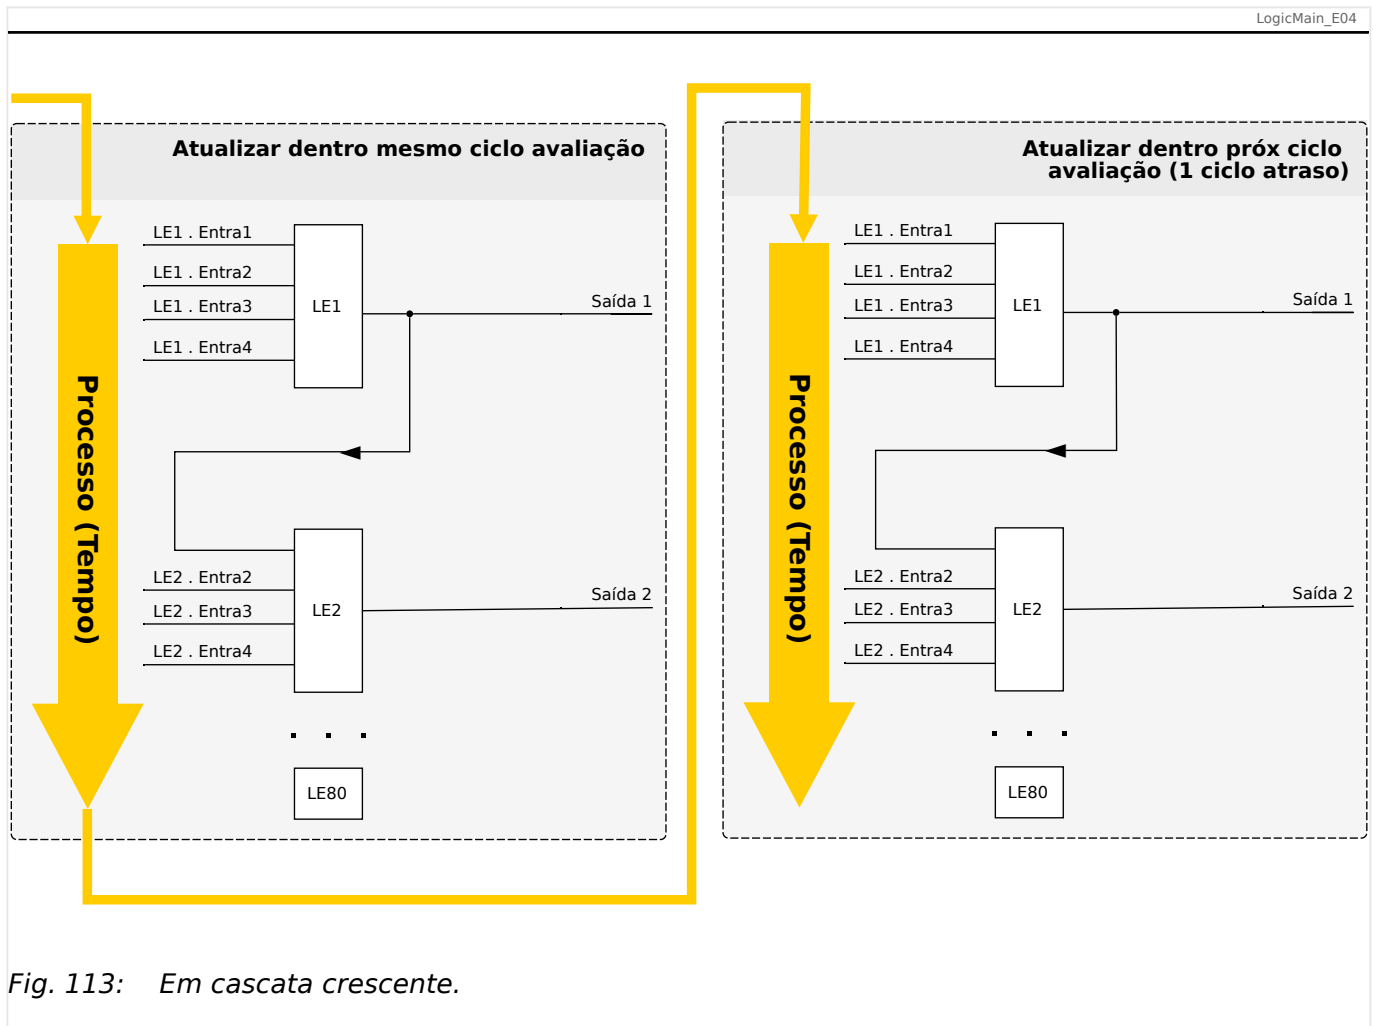 LogicMain_E04
Atualizar dentro mesmo ciclo avaliação
LE1 . Entra1
LE1 . Entra2
LE1 . Entra3
LE1 . Entra4
LE1
Saída 1
Processo (Tempo)
LE2 . Entra2
LE2 . Entra3
LE2 . Entra4
LE2
Saída 2
. . .
LE80
Atualizar dentro próx ciclo
avaliação (1 ciclo atraso)
LE1 . Entra1
LE1 . Entra2
LE1 . Entra3
LE1 . Entra4
LE1
Saída 1
Processo (Tempo)
LE2 . Entra2
LE2 . Entra3
LE2 . Entra4
LE2
Saída 2
. . .
LE80
Fig. 113: Em cascata crescente.